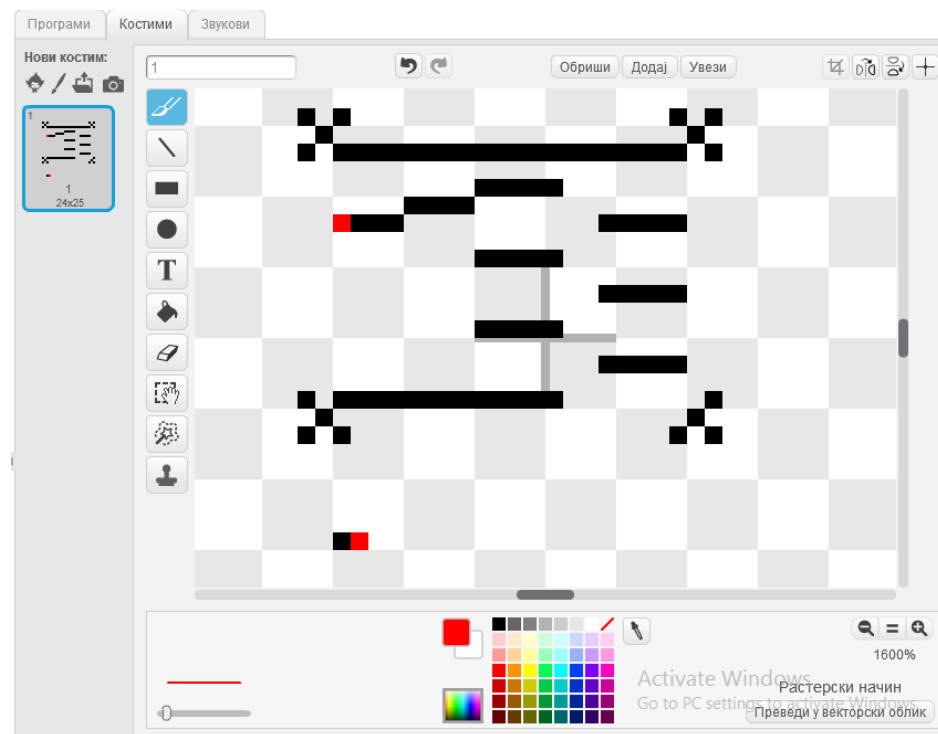 Програми Костими Звукови
Нови костим:
1
Обриши Додај Увези
1
1
24x25
T
1600%
Activate Windows
Растерски начин
Go to PC settings to activate Windows.
Преведи у векторски облик